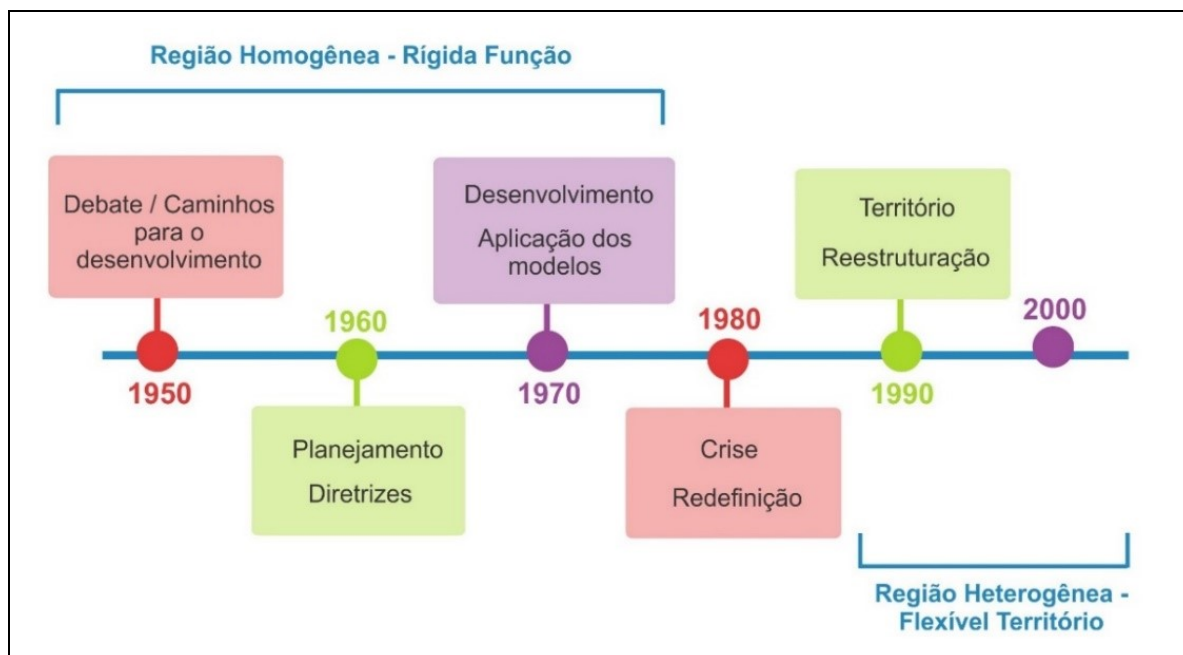 Região Homogênea - Rígida Função
Debate / Caminhos
para o
desenvolvimento
Desenvolvimento
Aplicação dos
modelos
Território
Reestruturação
1960
1980
2000
1950
1970
1990
Planejamento
Diretrizes
Crise
Redefinição
Região Heterogênea -
Flexível Território